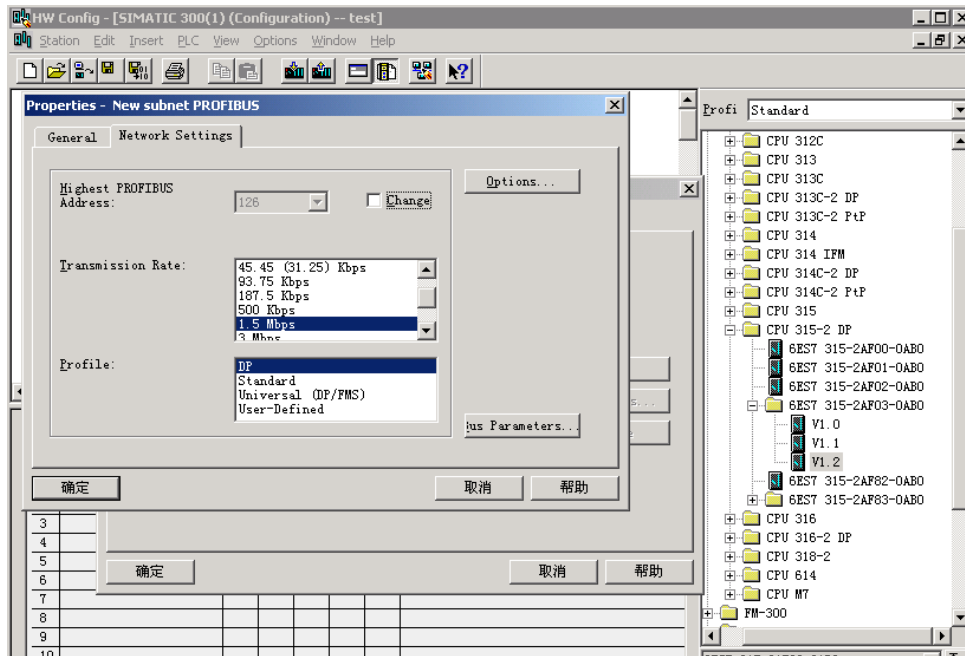 HW Config - [SIMATIC 300(1) (Configuration) -- test]
Station Edit Insert PLC View Options Window Help
Properties - New subnet PROFIBUS
General
Network Settings
Highest PROFIBUS
Address:
126
Change
Options...
Transmission Rate:
45.45 (31.25) Kbps
93.75 Kbps
187.5 Kbps
500 Kbps
1.5 Mbps
3 Mbps
Profile:
DP
Standard
Universal (DP/FMS)
User-Defined
us Parameters...
确定
取消
帮助
s...
3
4
5
6
7
8
9
10
确定
取消
帮助
Profi
Standard
CPU 312C
CPU 313
CPU 313C
CPU 313C-2 DP
CPU 313C-2 PtP
CPU 314
CPU 314 IFM
CPU 314C-2 DP
CPU 314C-2 PtP
CPU 315
CPU 315-2 DP
6ES7 315-2AF00-0AB0
6ES7 315-2AF01-0AB0
6ES7 315-2AF02-0AB0
6ES7 315-2AF03-0AB0
V1.0
V1.1
V1.2
6ES7 315-2AF82-0AB0
6ES7 315-2AF83-0AB0
CPU 316
CPU 316-2 DP
CPU 318-2
CPU 614
CPU M7
FM-300